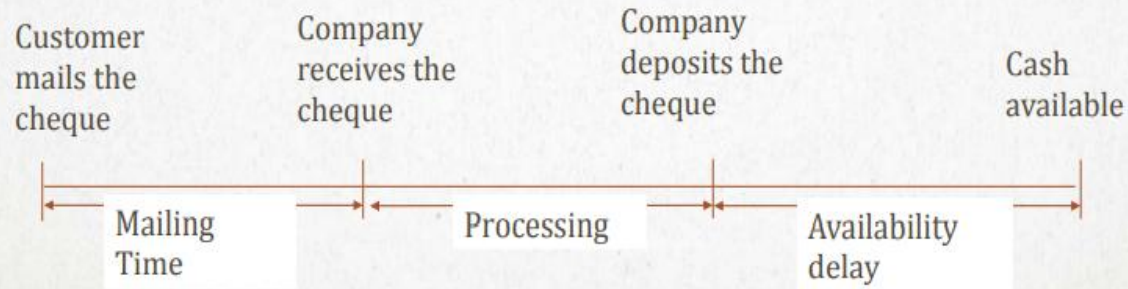 Customer
mails the
cheque
Company
receives the
cheque
Company
deposits the
cheque
Cash
available
Mailing
Time
Processing
Availability
delay